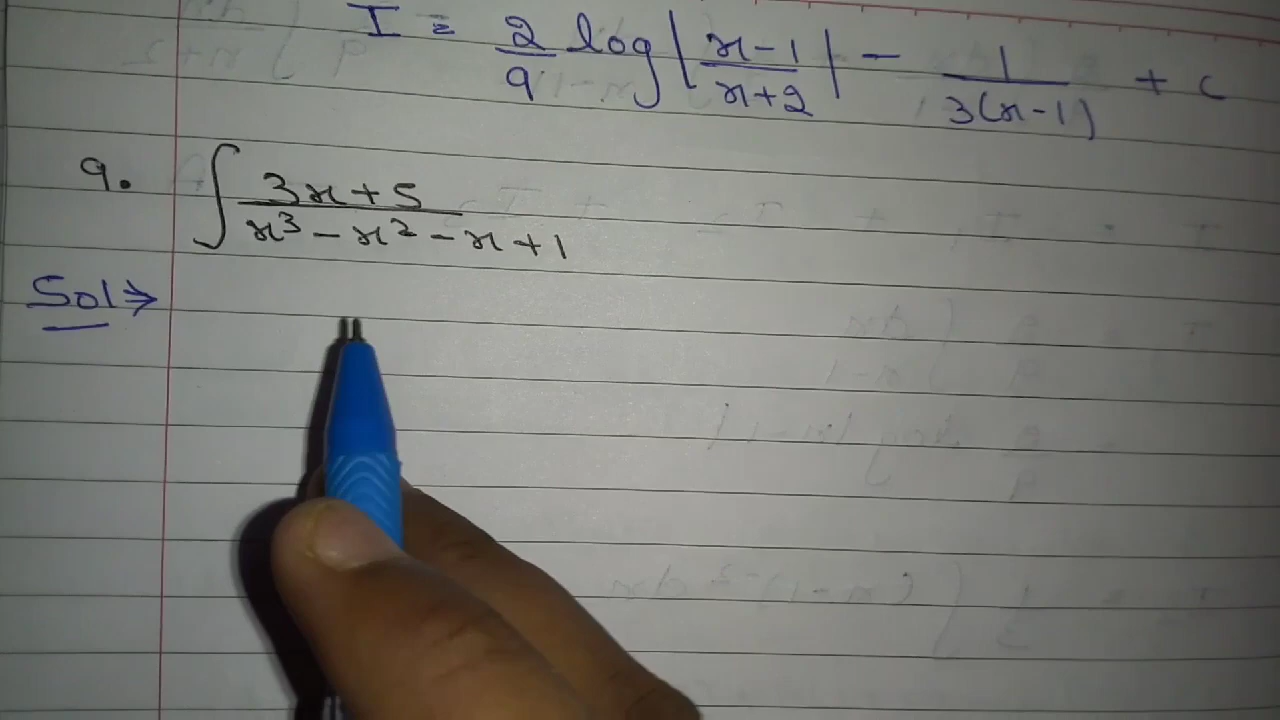 I = 2/9 log |x-1/x+2| - 1/3(x-1) + c
9. ∫ 3x+5/x³-x²-x+1
Sol ⇒